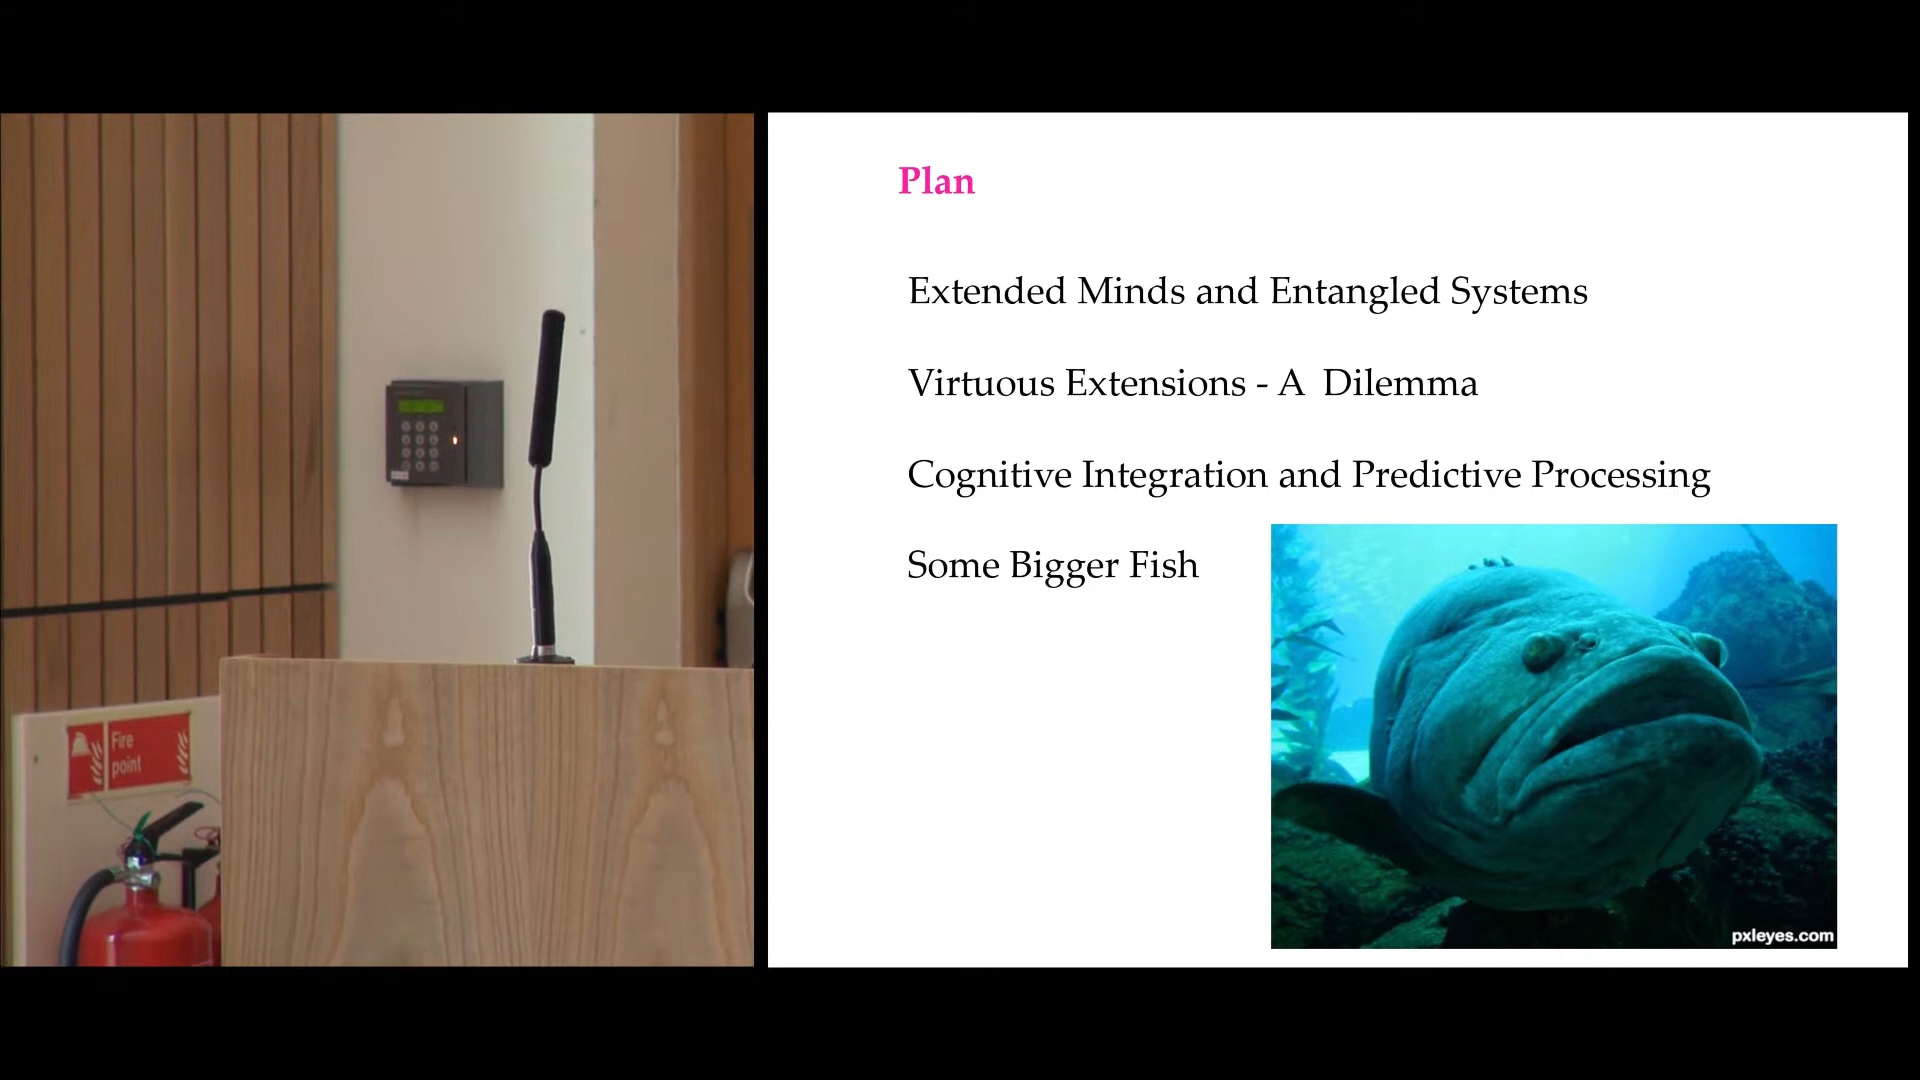 Fire
point
Plan
Extended Minds and Entangled Systems
Virtuous Extensions - A Dilemma
Cognitive Integration and Predictive Processing
Some Bigger Fish
pxleyes.com